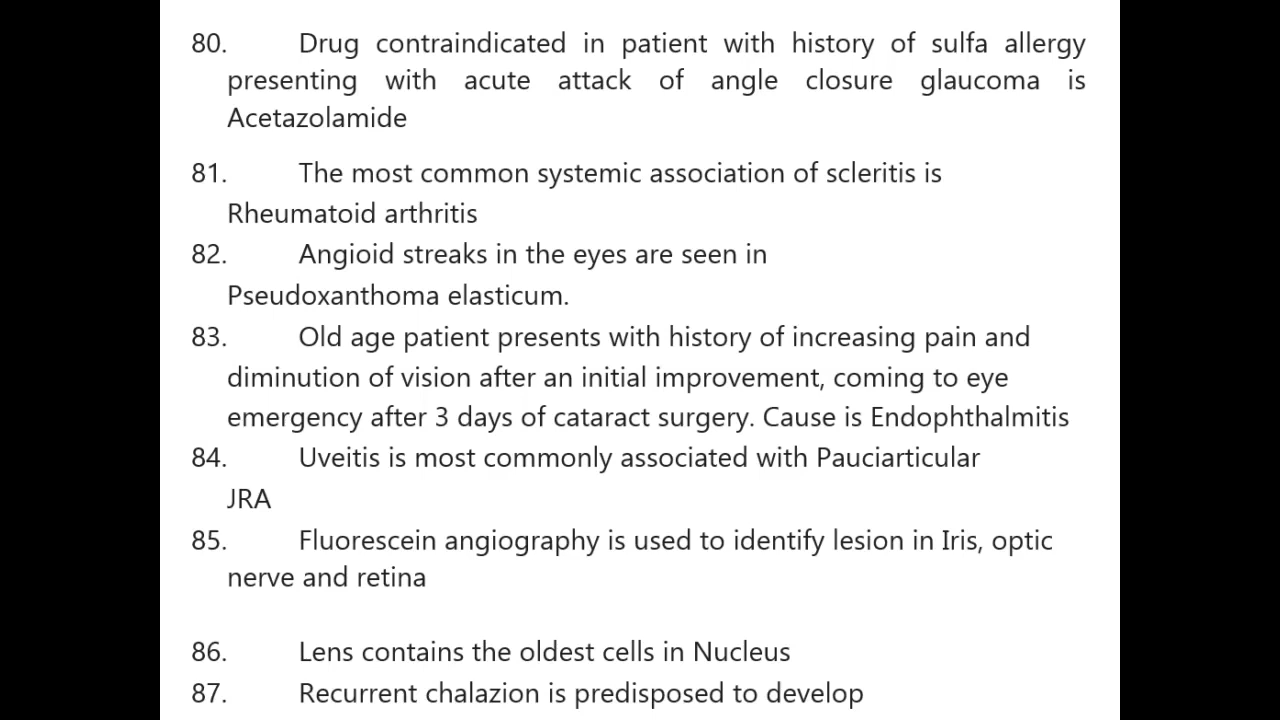 80. Drug contraindicated in patient with history of sulfa allergy
presenting with acute attack of angle closure glaucoma is
Acetazolamide
81. The most common systemic association of scleritis is
Rheumatoid arthritis
82. Angioid streaks in the eyes are seen in
Pseudoxanthoma elasticum.
83. Old age patient presents with history of increasing pain and
diminution of vision after an initial improvement, coming to eye
emergency after 3 days of cataract surgery. Cause is Endophthalmitis
84. Uveitis is most commonly associated with Pauciarticular
JRA
85. Fluorescein angiography is used to identify lesion in Iris, optic
nerve and retina
86. Lens contains the oldest cells in Nucleus
87. Recurrent chalazion is predisposed to develop